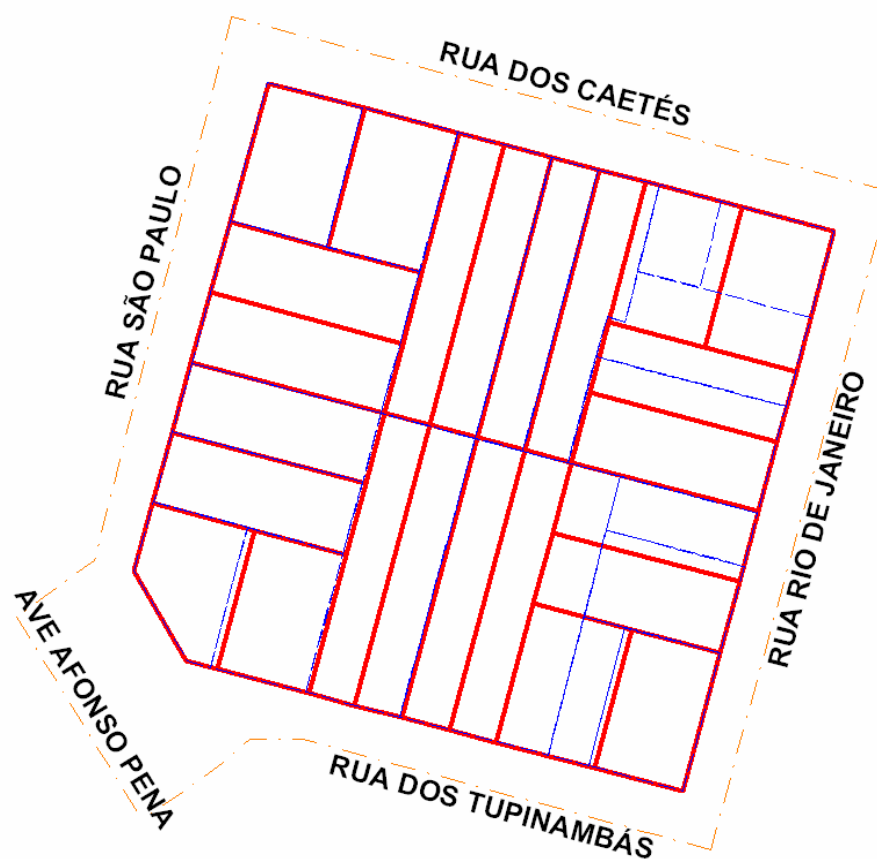 RUA DOS CAETÉS
RUA SÃO PAULO
RUA RIO DE JANEIRO
AVE AFONSO PENA
RUA DOS TUPINAMBÁS